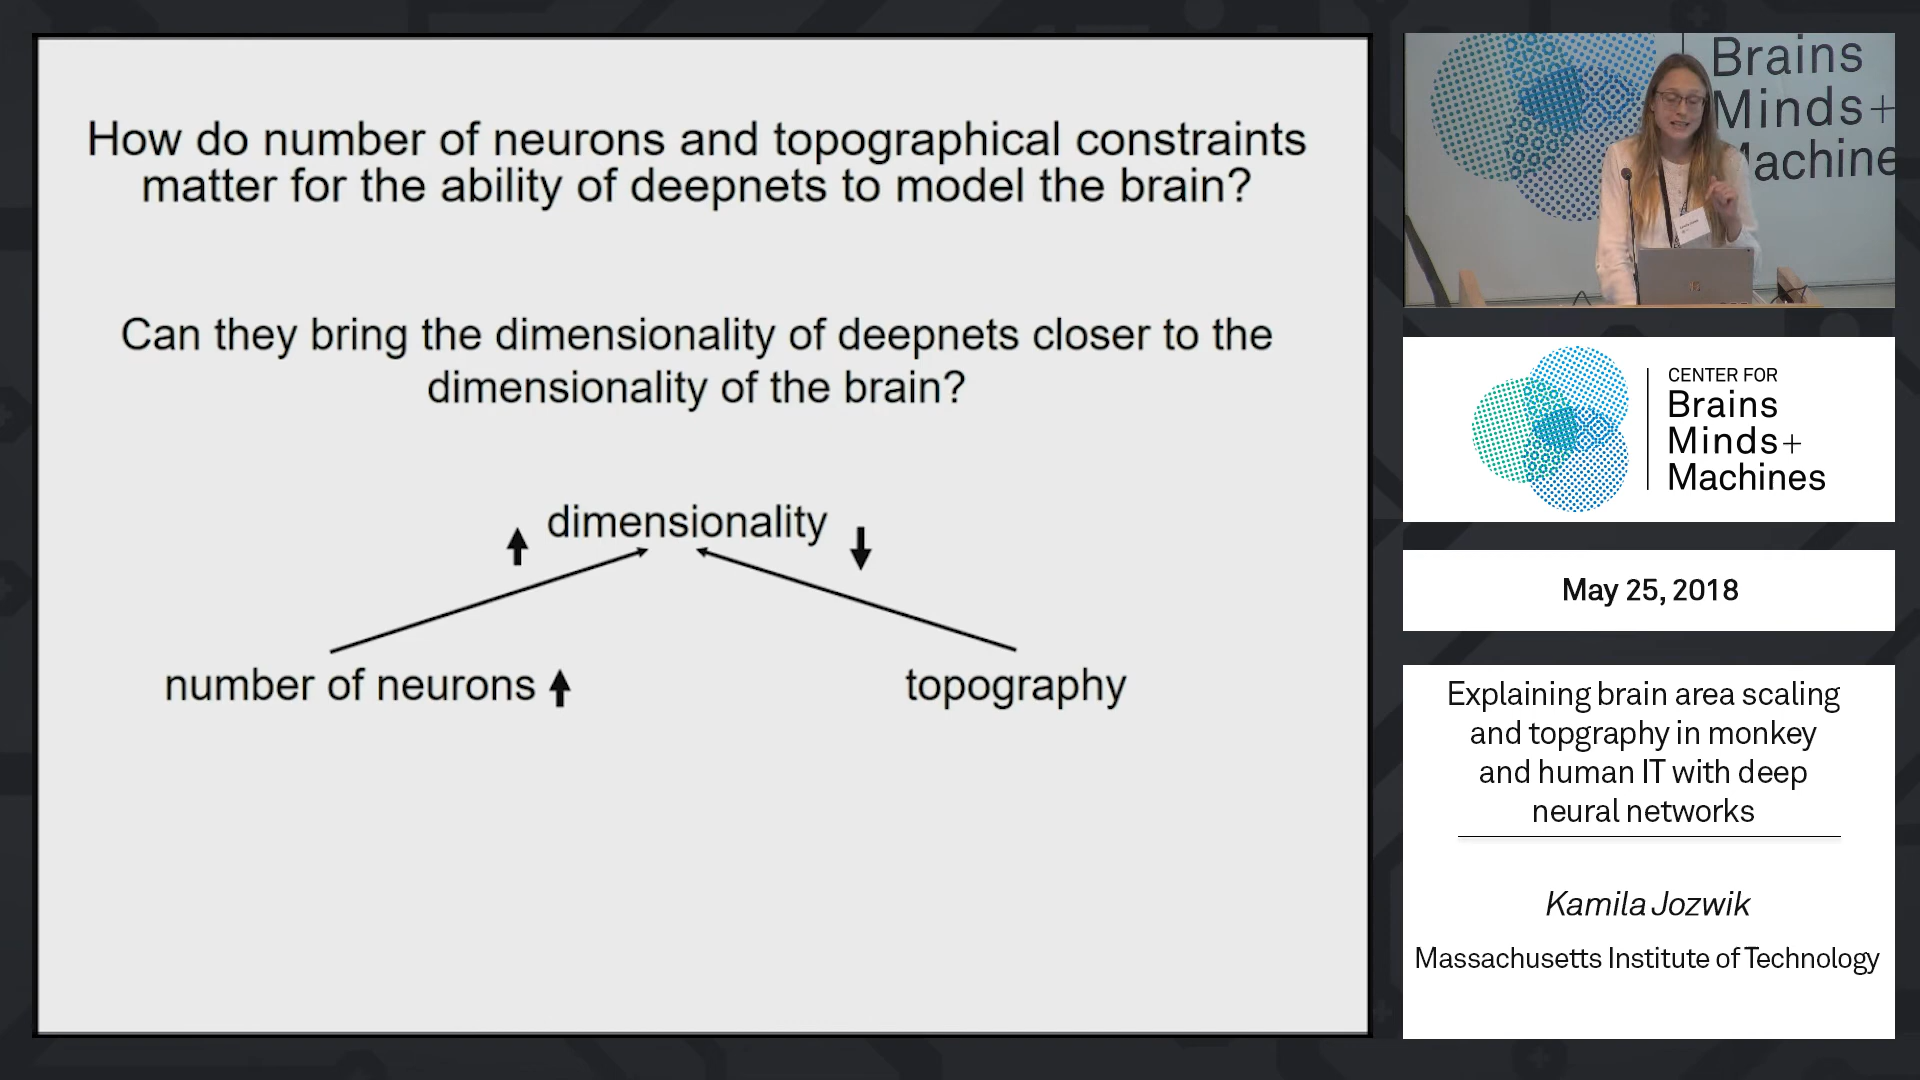 How do number of neurons and topographical constraints
matter for the ability of deepnets to model the brain?
Can they bring the dimensionality of deepnets closer to the
dimensionality of the brain?
dimensionality
number of neurons
topography
Brains
Minds+
Machine
CENTER FOR
Brains
Minds+
Machines
May 25, 2018
Explaining brain area scaling
and topgraphy in monkey
and human IT with deep
neural networks
Kamila Jozwik
Massachusetts Institute of Technology